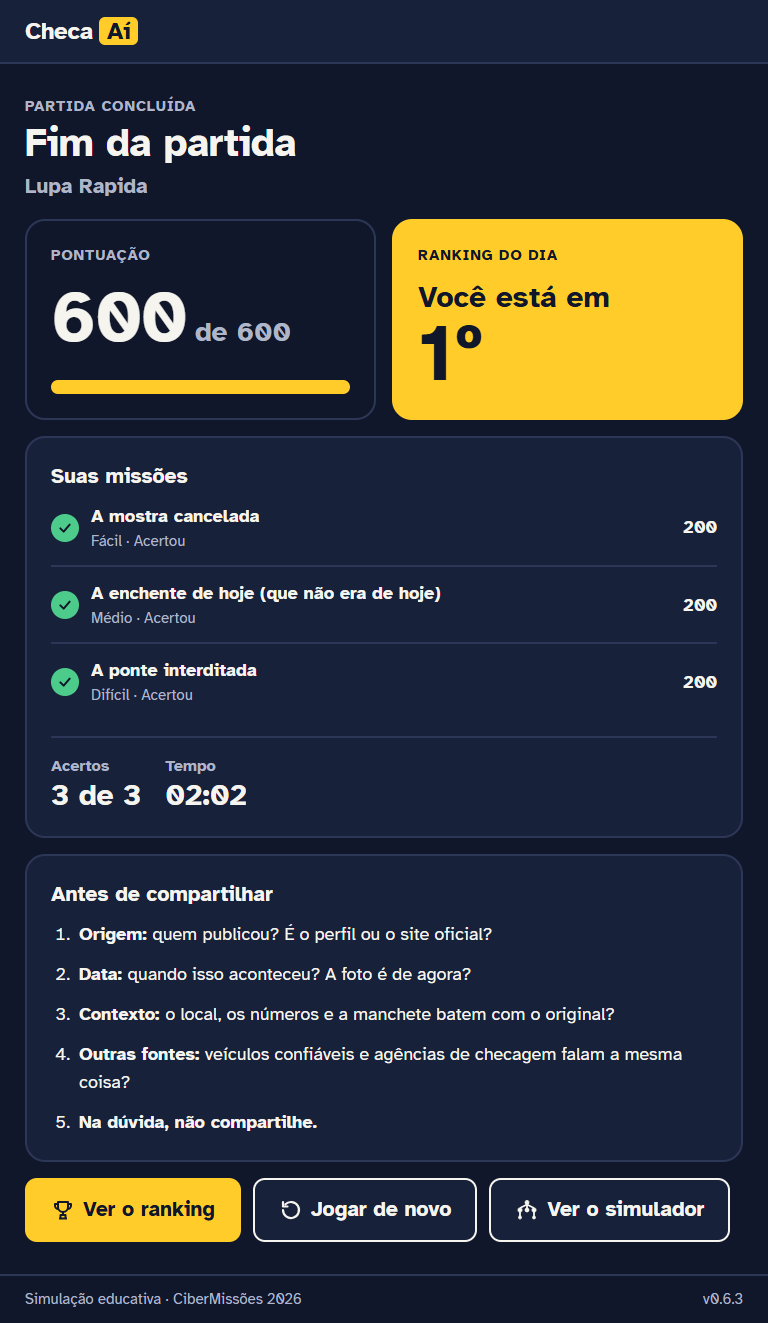 Checa Aí
PARTIDA CONCLUÍDA
Fim da partida
Lupa Rapida
PONTUAÇÃO
600 de 600
RANKING DO DIA
Você está em
1º
Suas missões
A mostra cancelada
Fácil · Acertou
200
A enchente de hoje (que não era de hoje)
Médio · Acertou
200
A ponte interditada
Difícil · Acertou
200
Acertos
3 de 3
Tempo
02:02
Antes de compartilhar
1. Origem: quem publicou? É o perfil ou o site oficial?
2. Data: quando isso aconteceu? A foto é de agora?
3. Contexto: o local, os números e a manchete batem com o original?
4. Outras fontes: veículos confiáveis e agências de checagem falam a mesma
coisa?
5. Na dúvida, não compartilhe.
Ver o ranking
Jogar de novo
Ver o simulador
Simulação educativa · CiberMissões 2026
v0.6.3